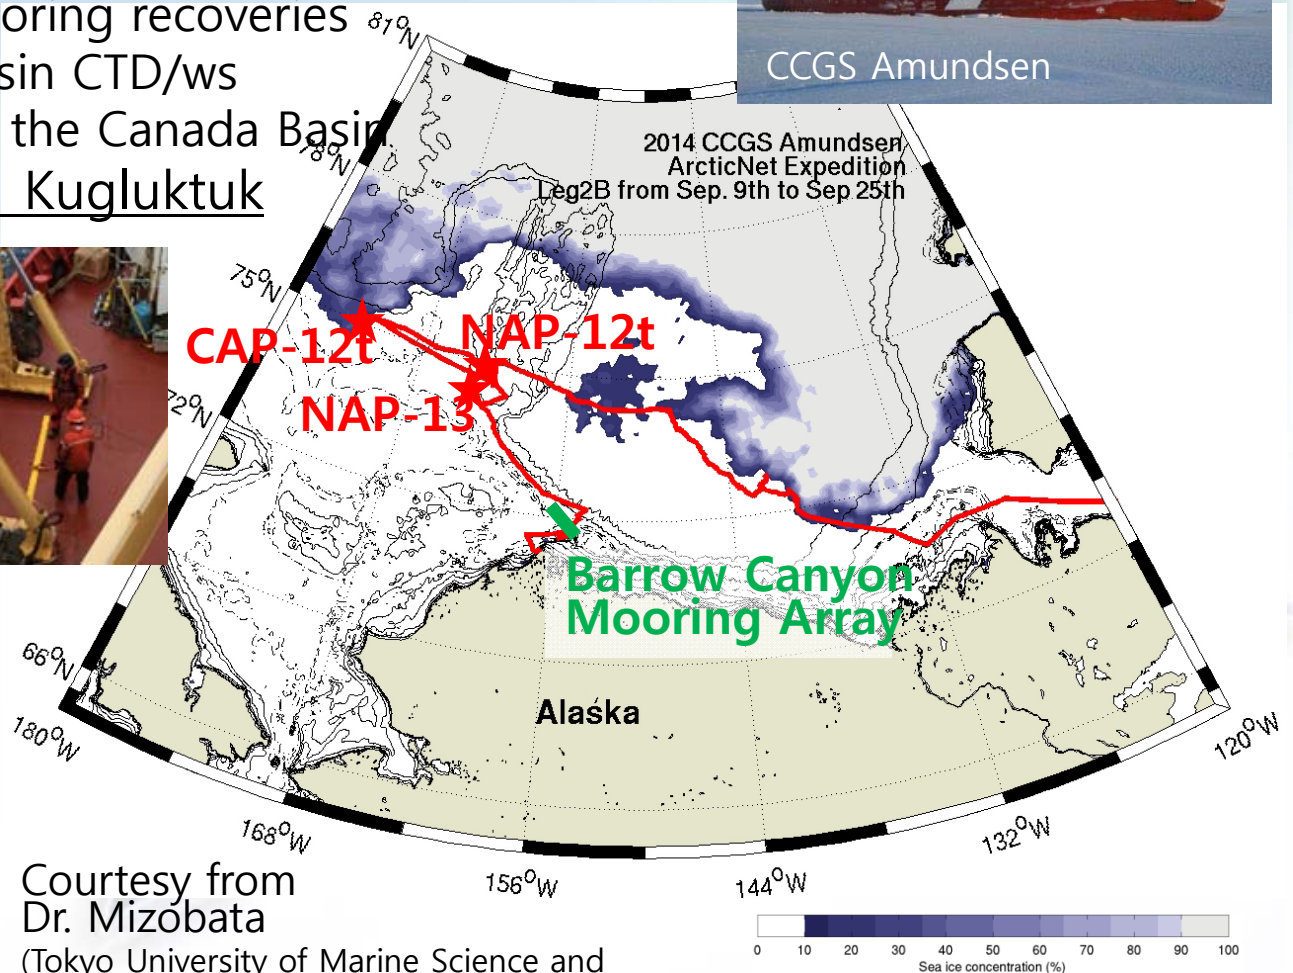 oring recoveries
sin CTD/ws
the Canada Basin
Kugluktuk
CCGS Amundsen
81°N
78°N
75°N
72°N
66°N
2014 CCGS Amundsen
ArcticNet Expedition
Leg2B from Sep. 9th to Sep 25th
CAP-12t
NAP-12t
NAP-13
Barrow Canyon
Mooring Array
Alaska
180°W
168°W
156°W
144°W
132°W
120°W
Courtesy from
Dr. Mizobata
(Tokyo University of Marine Science and
0 10 20 30 40 50 60 70 80 90 100
Sea ice concentration (%)